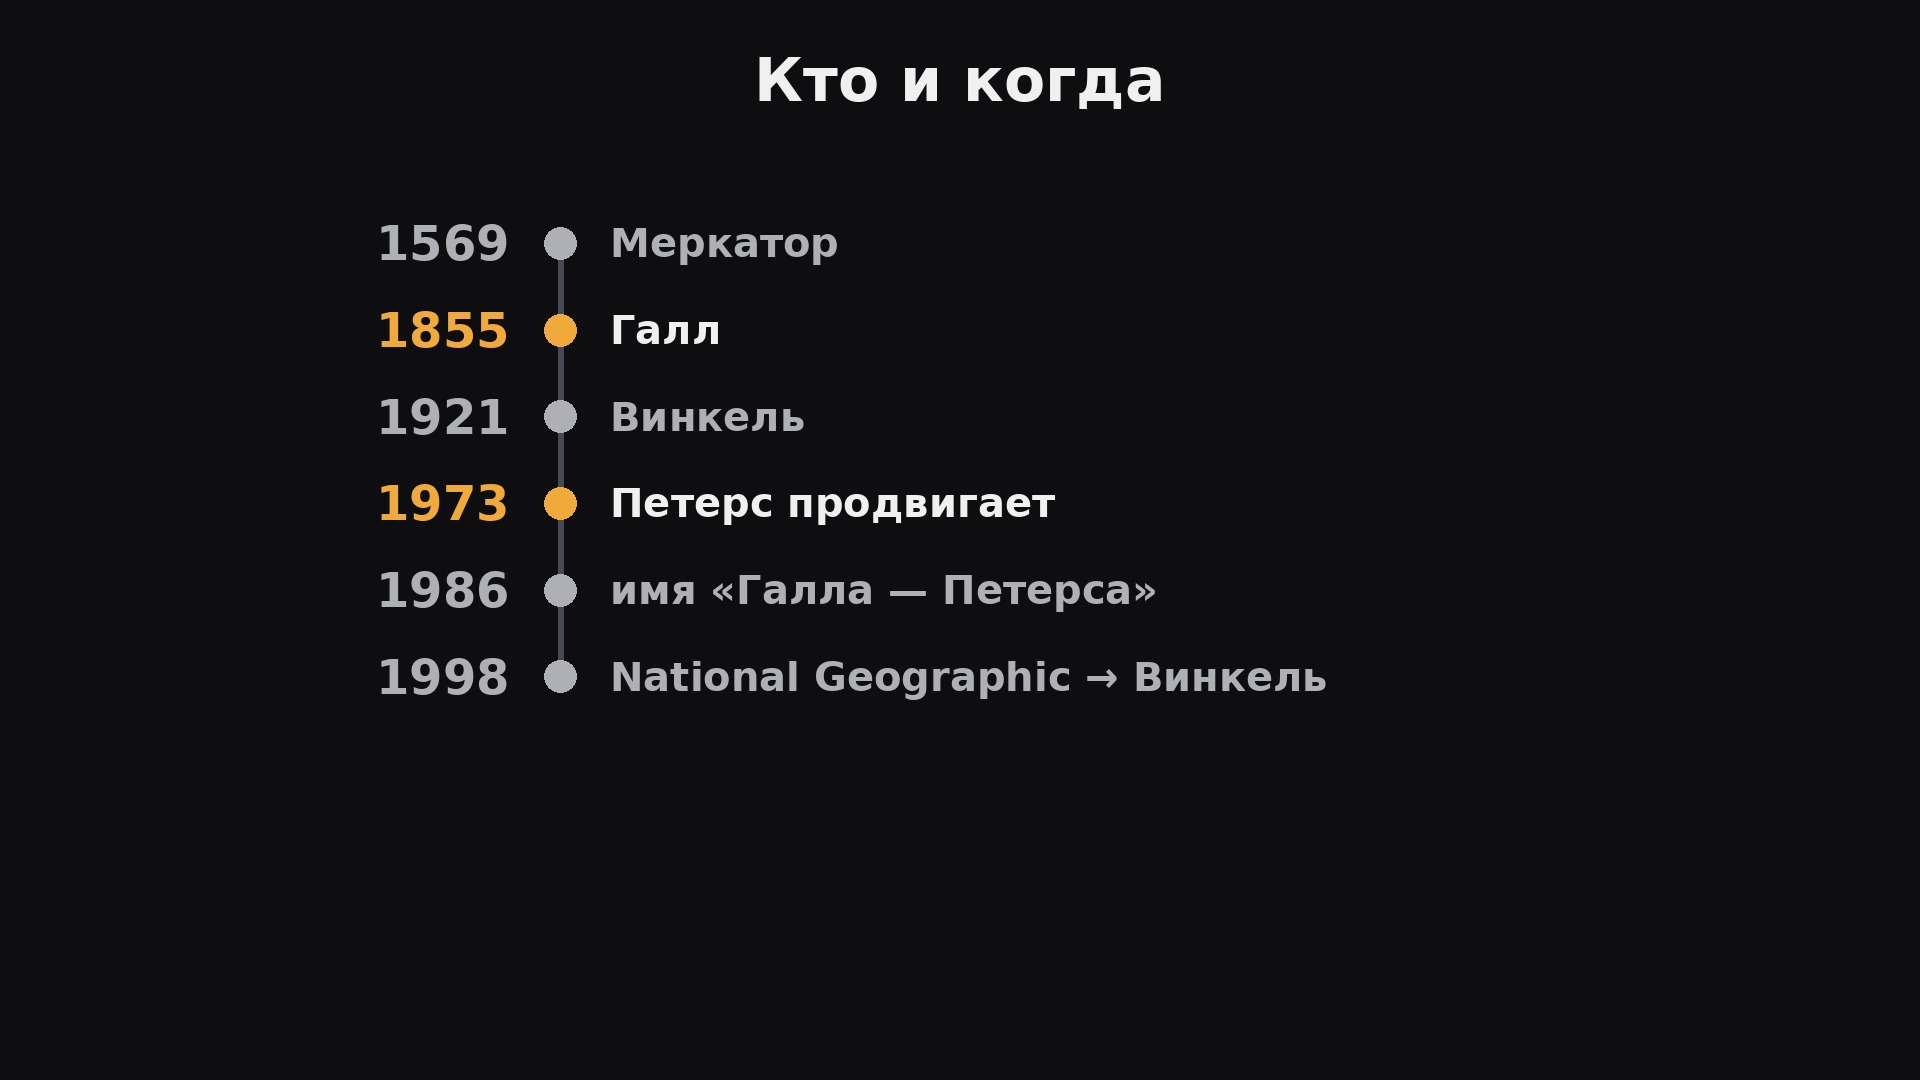 Кто и когда
1569 Меркатор
1855 Галл
1921 Винкель
1973 Петерс продвигает
1986 имя «Галла — Петерса»
1998 National Geographic → Винкель